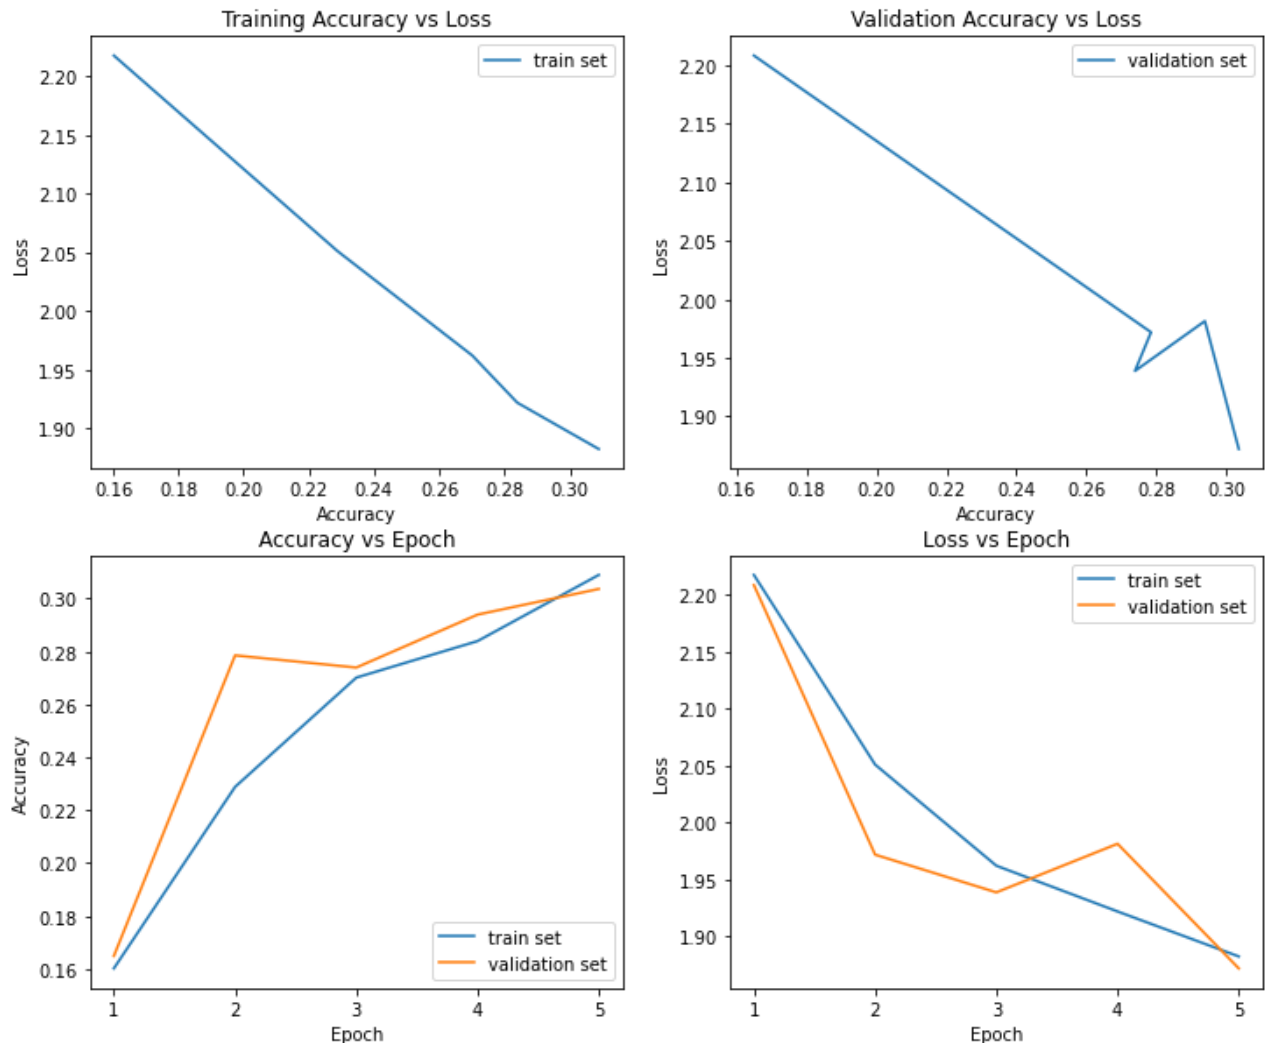 Training Accuracy vs Loss
train set
2.20
2.15
2.10
2.05
2.00
1.95
1.90
Loss
0.16 0.18 0.20 0.22 0.24 0.26 0.28 0.30
Accuracy
Validation Accuracy vs Loss
validation set
2.20
2.15
2.10
2.05
2.00
1.95
1.90
Loss
0.16 0.18 0.20 0.22 0.24 0.26 0.28 0.30
Accuracy
Accuracy vs Epoch
0.30
0.28
0.26
0.24
0.22
0.20
0.18
0.16
Accuracy
train set
validation set
1 2 3 4 5
Epoch
Loss vs Epoch
train set
validation set
2.20
2.15
2.10
2.05
2.00
1.95
1.90
Loss
1 2 3 4 5
Epoch